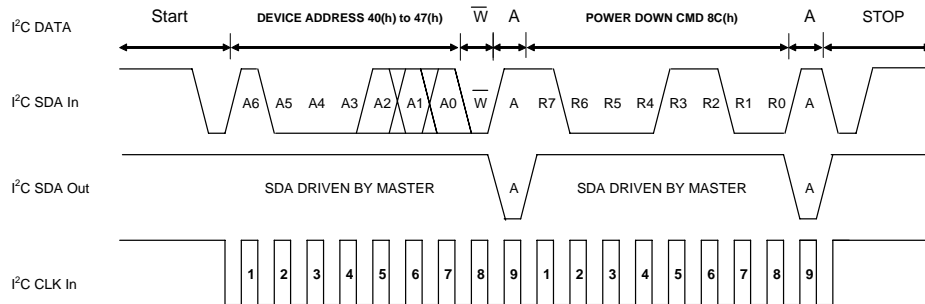 I²C DATA Start DEVICE ADDRESS 40(h) to 47(h) W̅ A POWER DOWN CMD 8C(h) A STOP
I²C SDA In A6 A5 A4 A3 A2 A1 A0 W̅ A R7 R6 R5 R4 R3 R2 R1 R0 A
I²C SDA Out SDA DRIVEN BY MASTER A SDA DRIVEN BY MASTER A
I²C CLK In 1 2 3 4 5 6 7 8 9 1 2 3 4 5 6 7 8 9